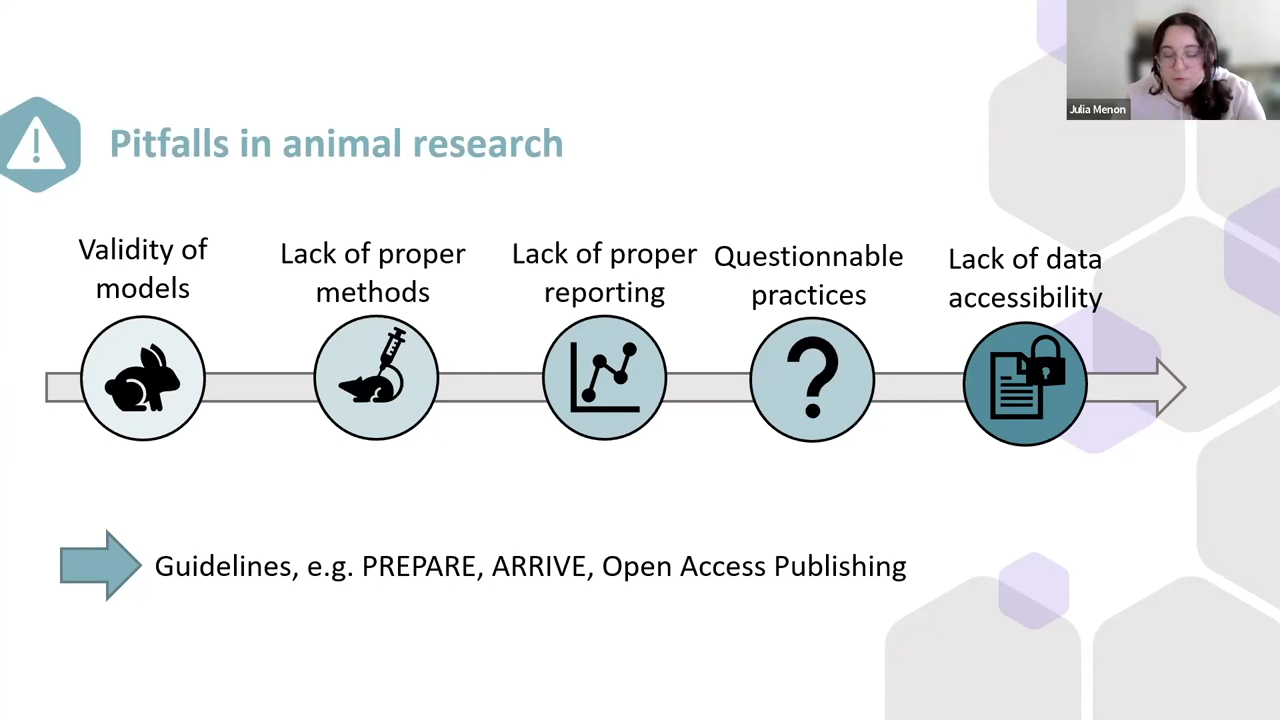 Julia Menon
Pitfalls in animal research
Validity of
models
Lack of proper
methods
Lack of proper
reporting
Questionnable
practices
Lack of data
accessibility
Guidelines, e.g. PREPARE, ARRIVE, Open Access Publishing